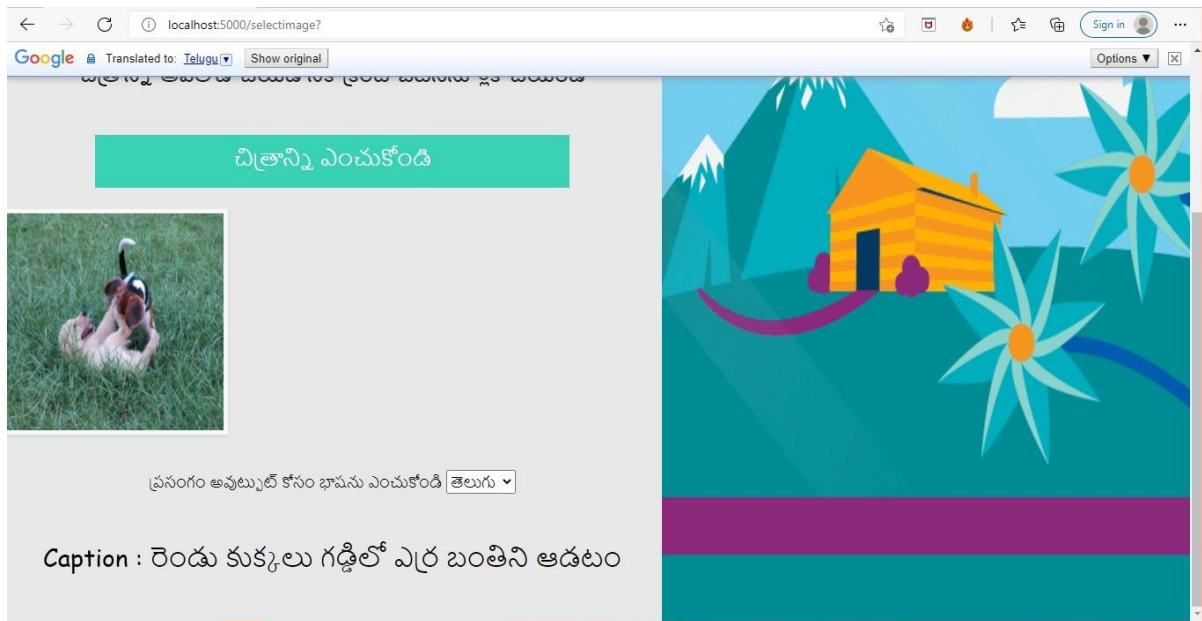 localhost:5000/selectimage?
Sign in
Google Translated to: Telugu Show original
Options
చిత్రాన్ని ఎంచుకోండి
ప్రసంగం అవుట్పుట్ కోసం భాషను ఎంచుకోండి తెలుగు
Caption : రెండు కుక్కలు గడ్డిలో ఎర్ర బంతిని ఆడటం